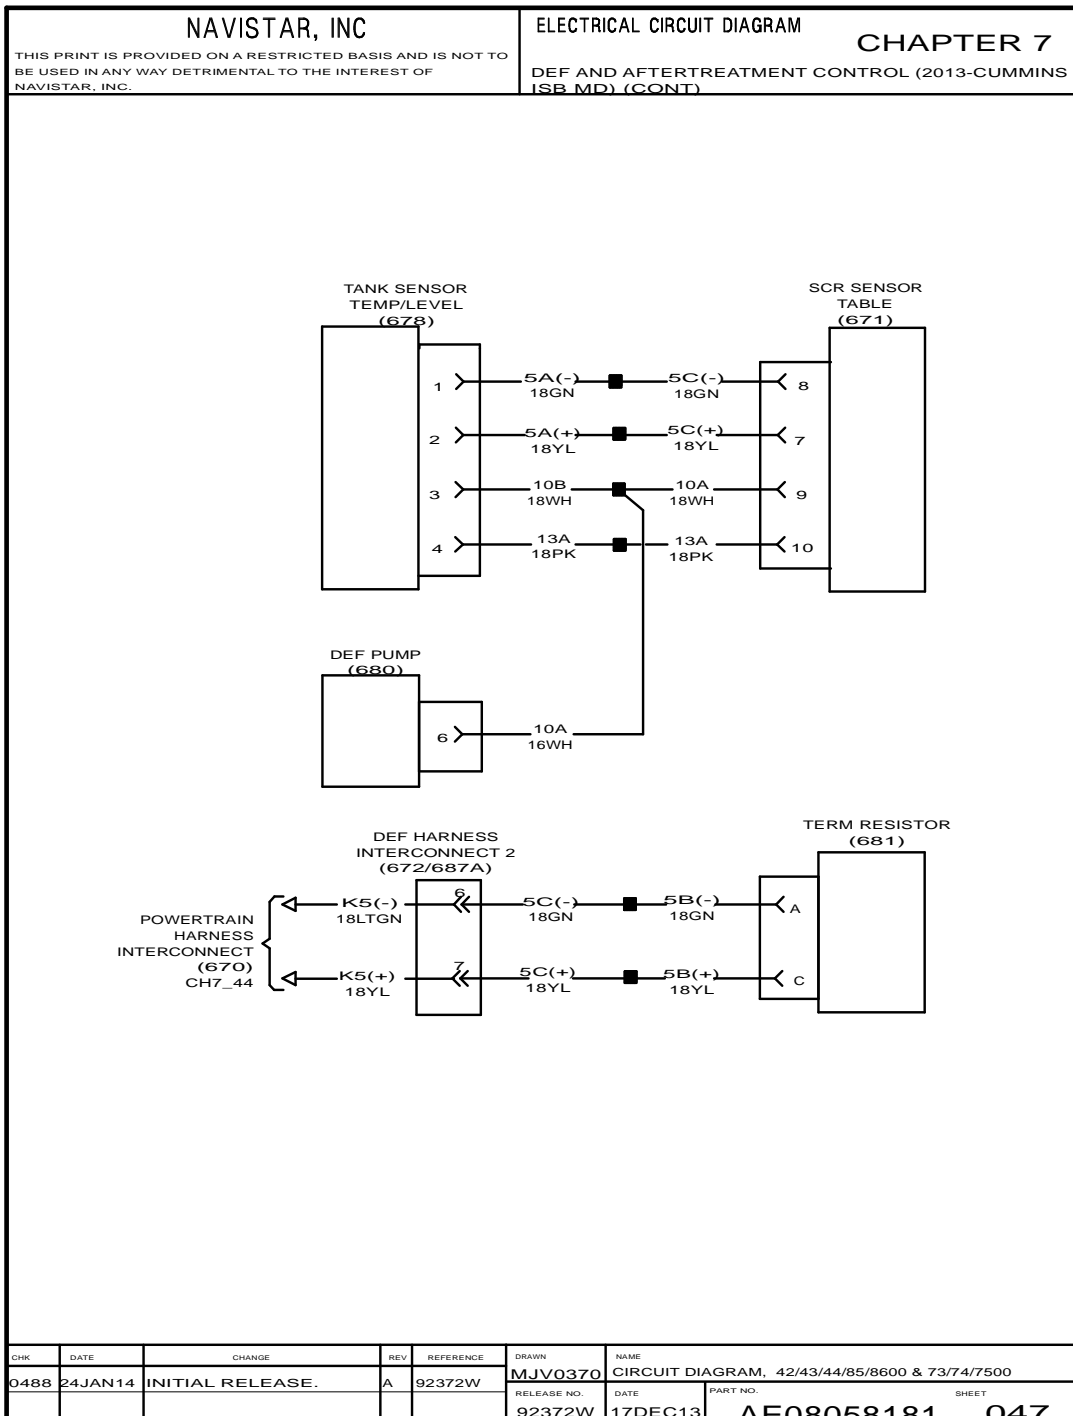 NAVISTAR, INC
THIS PRINT IS PROVIDED ON A RESTRICTED BASIS AND IS NOT TO
BE USED IN ANY WAY DETRIMENTAL TO THE INTEREST OF
NAVISTAR, INC.
ELECTRICAL CIRCUIT DIAGRAM
CHAPTER 7
DEF AND AFTERTREATMENT CONTROL (2013-CUMMINS
ISB MD) (CONT)
TANK SENSOR
TEMP/LEVEL
(678)
SCR SENSOR
TABLE
(671)
1 5A(-) 5C(-) 8
18GN 18GN
2 5A(+) 5C(+) 7
18YL 18YL
3 10B 10A 9
18WH 18WH
4 13A 13A 10
18PK 18PK
DEF PUMP
(680)
6 10A
16WH
DEF HARNESS
INTERCONNECT 2
(672/687A)
TERM RESISTOR
(681)
POWERTRAIN
HARNESS
INTERCONNECT
(670)
CH7_44
K5(-) 6 5C(-) 5B(-) A
18LTGN 18GN 18GN
K5(+) 7 5C(+) 5B(+) C
18YL 18YL 18YL
CHK DATE CHANGE REV REFERENCE
0488 24JAN14 INITIAL RELEASE. A 92372W
DRAWN
MJV0370
NAME
CIRCUIT DIAGRAM, 42/43/44/85/8600 & 73/74/7500
RELEASE NO. DATE PART NO. SHEET
92372W 17DEC13 AE08058181 047